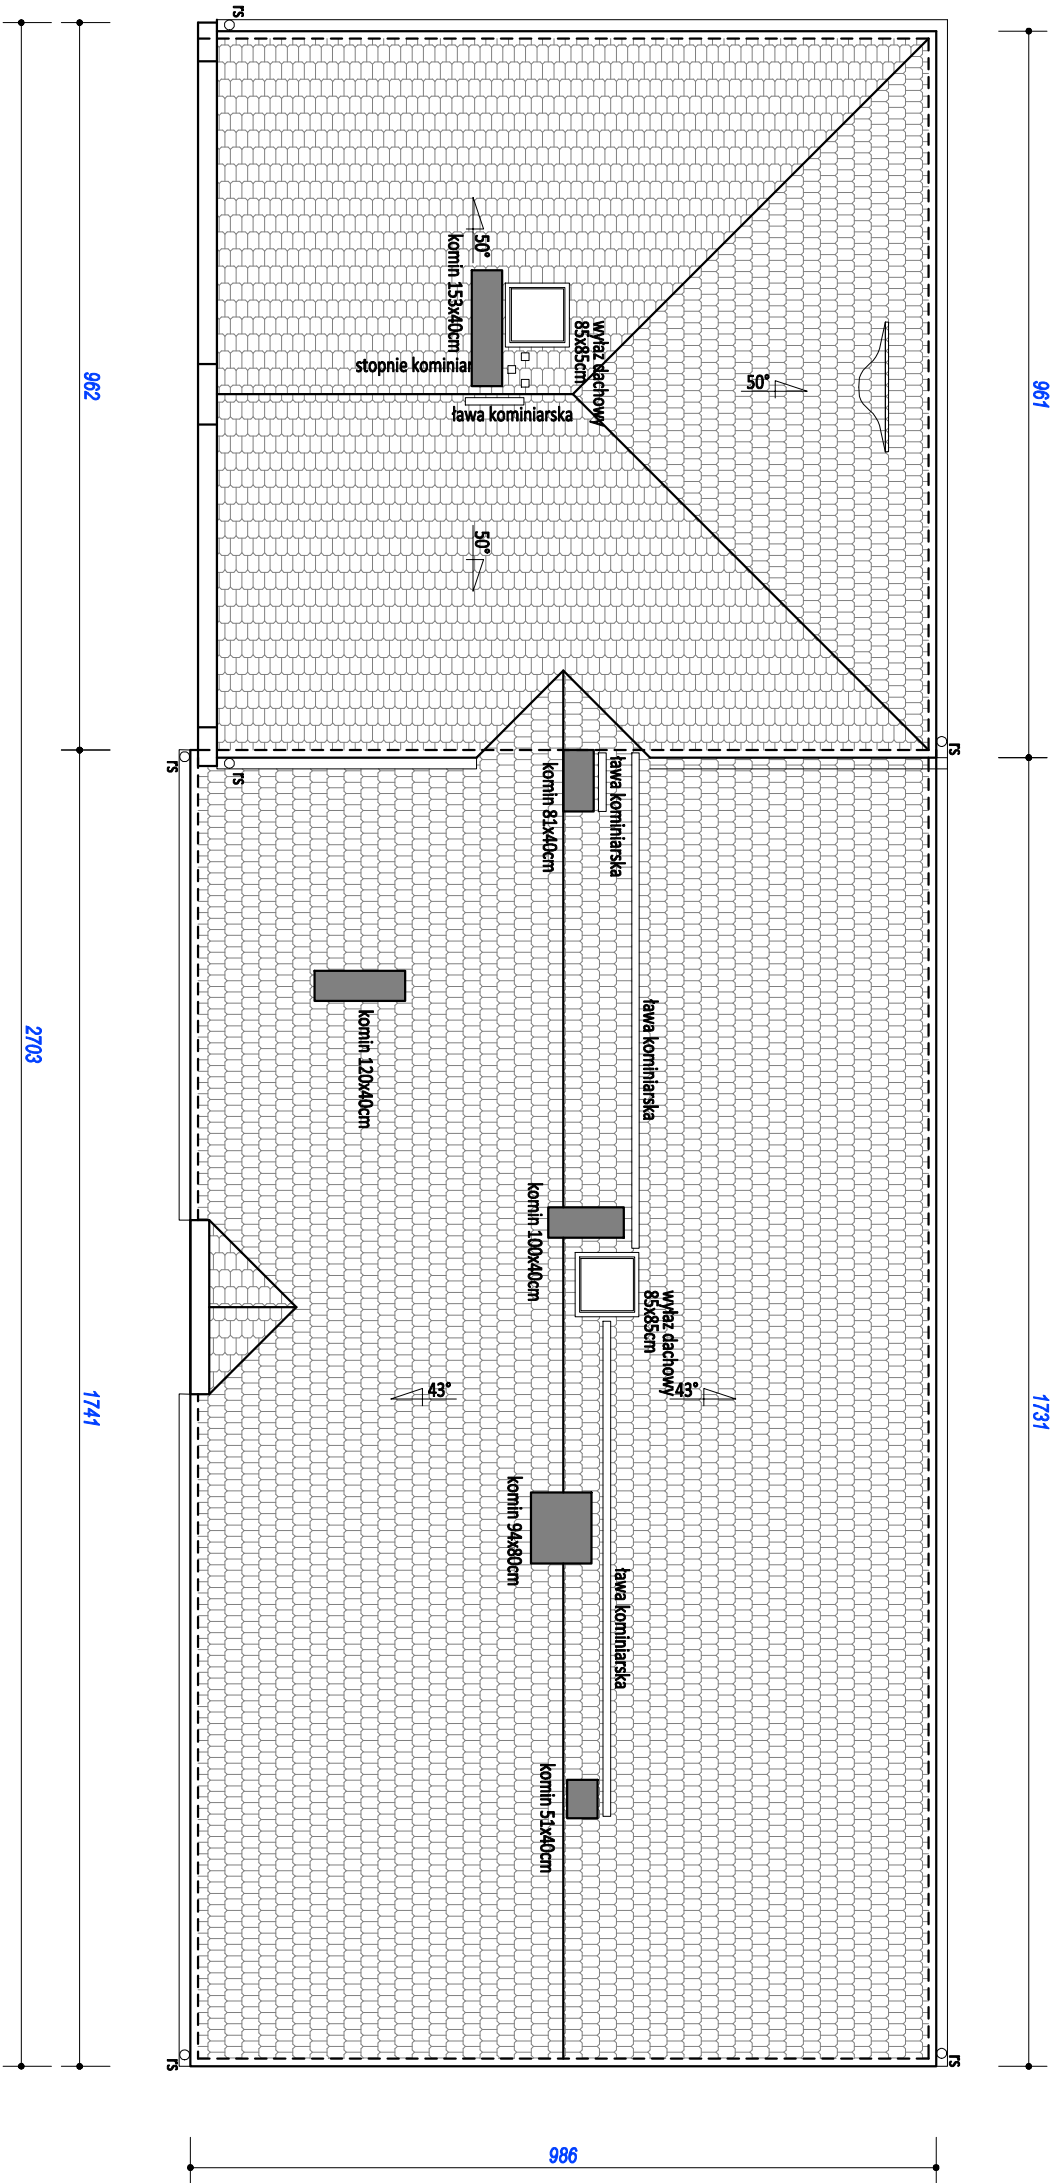 rs
962
2703
1741
961
1731
986
50°
komin 153x40cm
stopnie kominiar
wyłaz dachowy
85x85cm
ława kominiarska
50°
50°
rs
rs
rs
ława kominiarska
komin 81x40cm
ława kominiarska
komin 120x40cm
komin 100x40cm
wyłaz dachowy
85x85cm
43°
43°
komin 94x80cm
ława kominiarska
komin 51x40cm
rs
rs